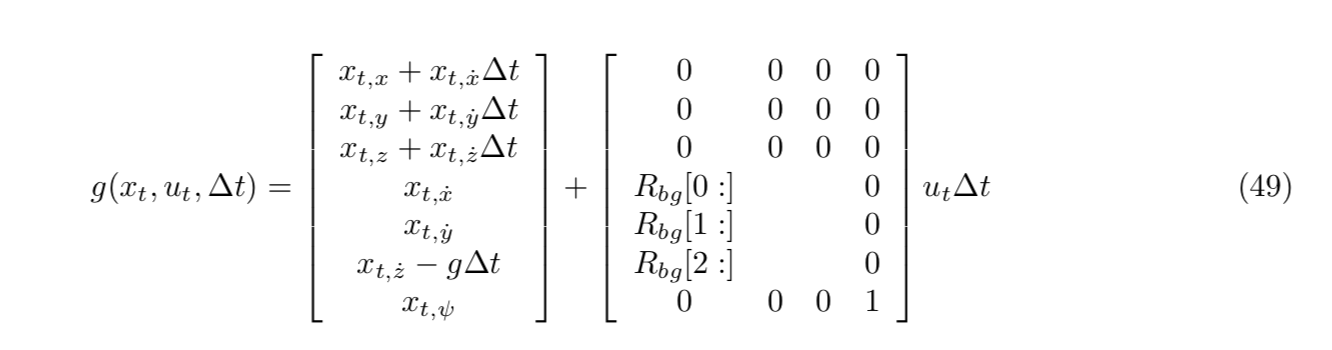 g(x_t, u_t, Δt) = [ x_{t,x} + x_{t,ẋ}Δt ; x_{t,y} + x_{t,ẏ}Δt ; x_{t,z} + x_{t,ż}Δt ; x_{t,ẋ} ; x_{t,ẏ} ; x_{t,ż} − gΔt ; x_{t,ψ} ] + [ 0 0 0 0 ; 0 0 0 0 ; 0 0 0 0 ; R_{bg}[0 :] 0 ; R_{bg}[1 :] 0 ; R_{bg}[2 :] 0 ; 0 0 0 1 ] u_tΔt (49)